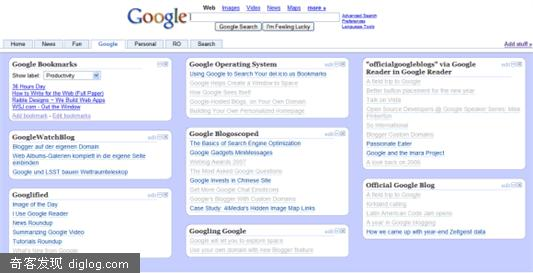 Web Images Video News Maps more »
Google
Advanced Search
Preferences
Language Tools
Google Search I'm Feeling Lucky
Home News Fun Google Personal RO Search Add stuff »
Google Bookmarks edit
Show label: Productivity
36 Hours Day
How to Write for the Web (Full Paper)
Raible Designs ~ We Build Web Apps
WSJ.com - Out the Window
Add bookmark - Edit bookmarks
GoogleWatchBlog edit
Blogger auf der eigenen Domain
Web Albums-Galerien komplett in die eigene Seite
einbinden
Google und LSST bauen Weltraumteleskop
Googlified edit
Image of the Day
I Use Google Reader
News Roundup
Summarizing Google Video
Tutorials Roundup
What's New from Google
Google Operating System edit
Using Google to Search Your del.icio.us Bookmarks
Google Helps Create a Window to Space
How Google Sees Itself
Google-Hosted Blogs, on Your Own Domain
Building Your Own Personalized Homepage
Google Blogoscoped edit
The Basics of Search Engine Optimization
Google Gadgets MiniMessages
Weblog Awards 2007
The Most Asked Google Questions
Google Invests in Chinese Site
Get More Google Chat Emoticons
Google's Blogger With Custom Domains
Case Study: 4Media's Hidden Image Map Links
Googling Google edit
Google will let you to explore space
Use your own domain with new Blogger feature
"officialgoogleblogs" via Google edit
Reader in Google Reader
A field trip to Google
Better button placement for the new year
Talk on Vista
Open Source Developers @ Google Speaker Series: Mike
Pinkerton
So International
Blogger Custom Domains
Passionate Eater
Google and the Imara Project
A look back on 2006
Official Google Blog edit
A field trip to Google
Kirkland calling
Latin American Code Jam opens
A year in Google blogging
How we came up with year-end Zeitgeist data
奇客发现 diglog.com